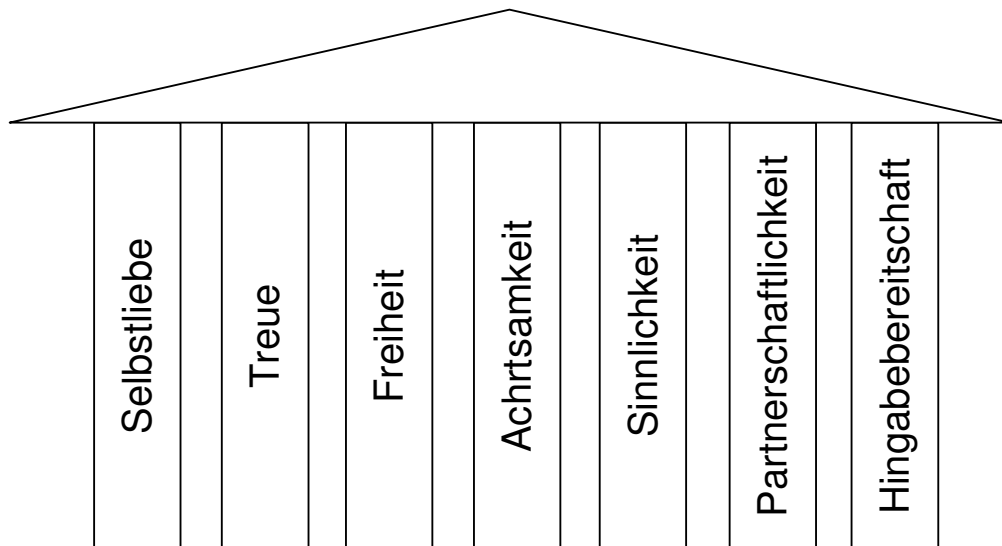 Selbstliebe
Treue
Freiheit
Achrtsamkeit
Sinnlichkeit
Partnerschaftlichkeit
Hingabebereitschaft